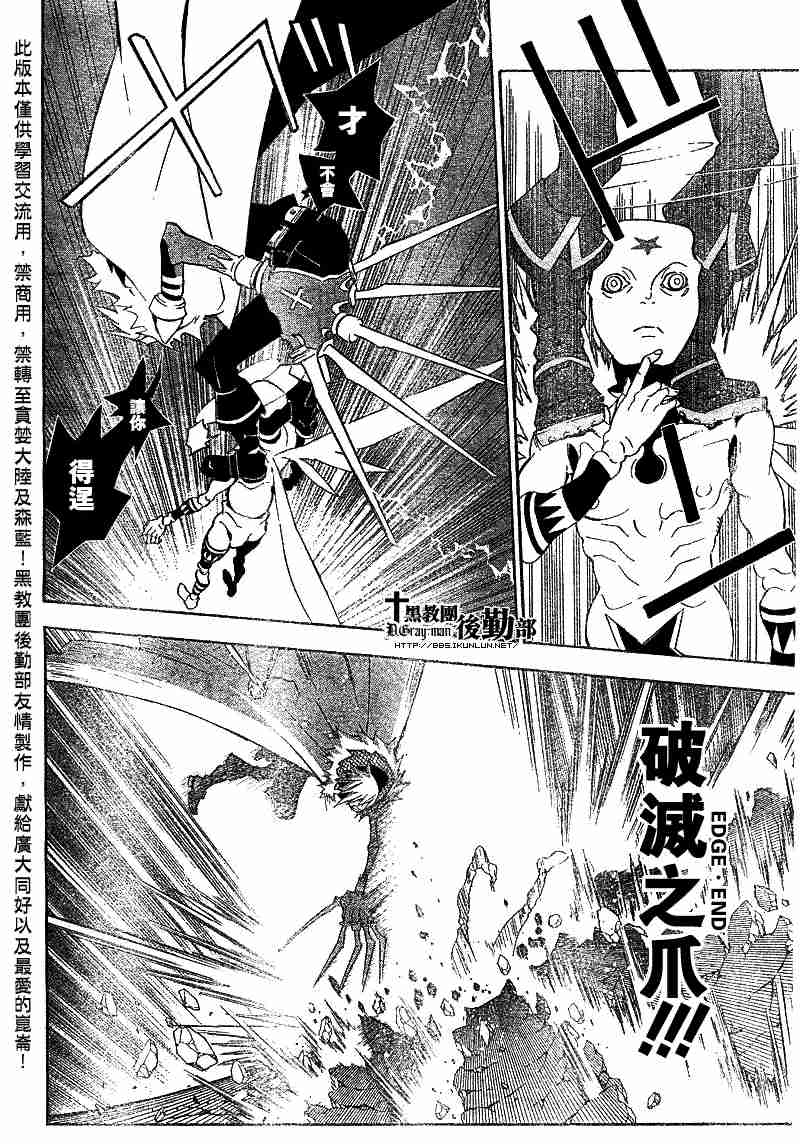 才
不會
讓你
得逞
破滅之爪!!!
EDGE・END
十黑教團
D.Gray-man 後勤部
HTTP://BBS.IKUNLUN.NET/
此版本僅供學習交流用，禁商用，禁轉至貪婪大陸及森藍！黑教團後勤部友情製作，獻給廣大同好以及最愛的崑崙！